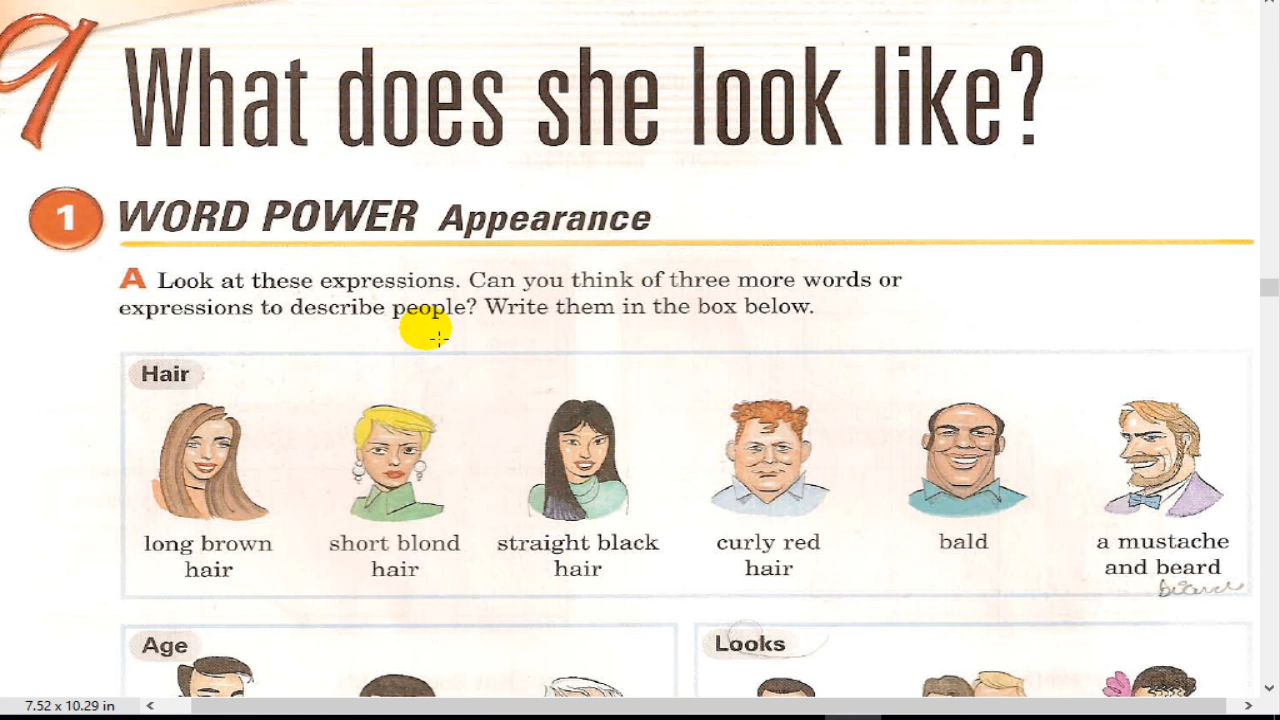 9 What does she look like?
1 WORD POWER Appearance
A Look at these expressions. Can you think of three more words or
expressions to describe people? Write them in the box below.
Hair
long brown hair
short blond hair
straight black hair
curly red hair
bald
a mustache and beard
Age
Looks
7.52 x 10.29 in